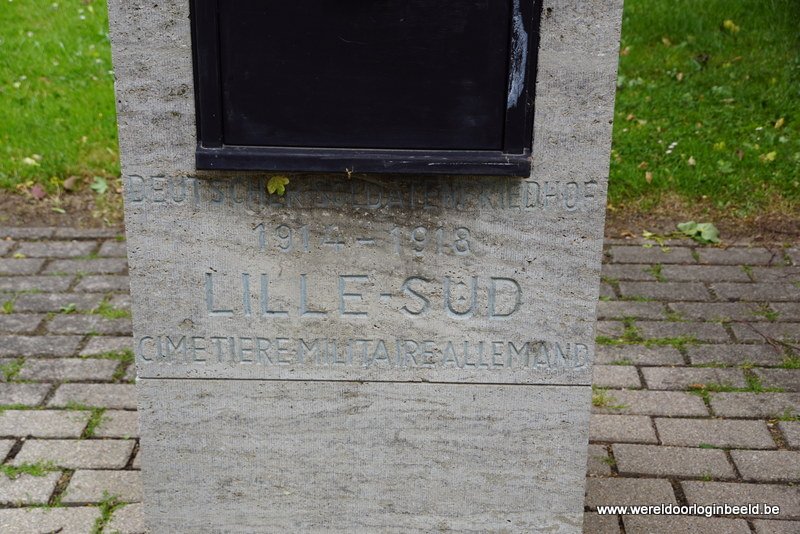 DEUTSCHER SOLDATENFRIEDHOF
1914 - 1918
LILLE-SUD
CIMETIERE MILITAIRE ALLEMAND
www.wereldoorloginbeeld.be